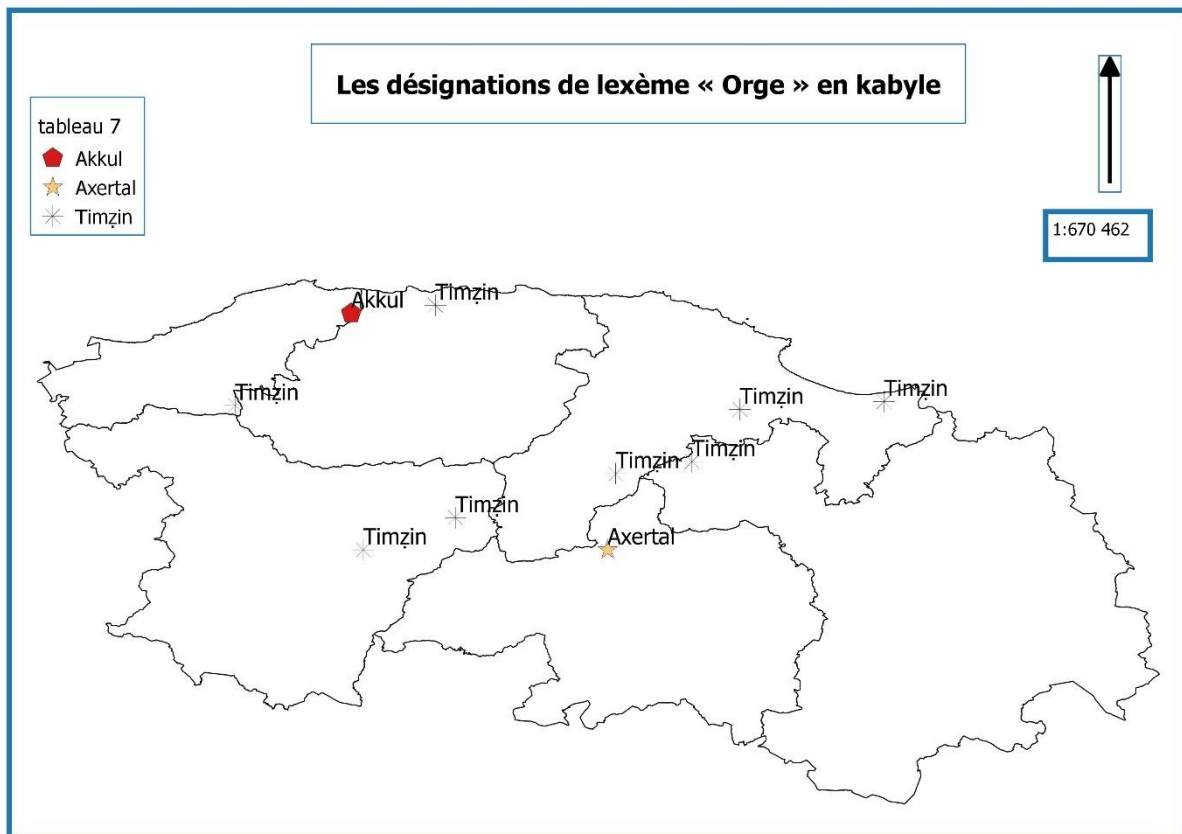 Les désignations de lexème « Orge » en kabyle
tableau 7
Akkul
Axertal
Timẓin
1:670 462
Akkul
Timẓin
Timẓin
Timẓin
Timẓin
Timẓin
Timẓin
Timẓin
Timẓin
Axertal